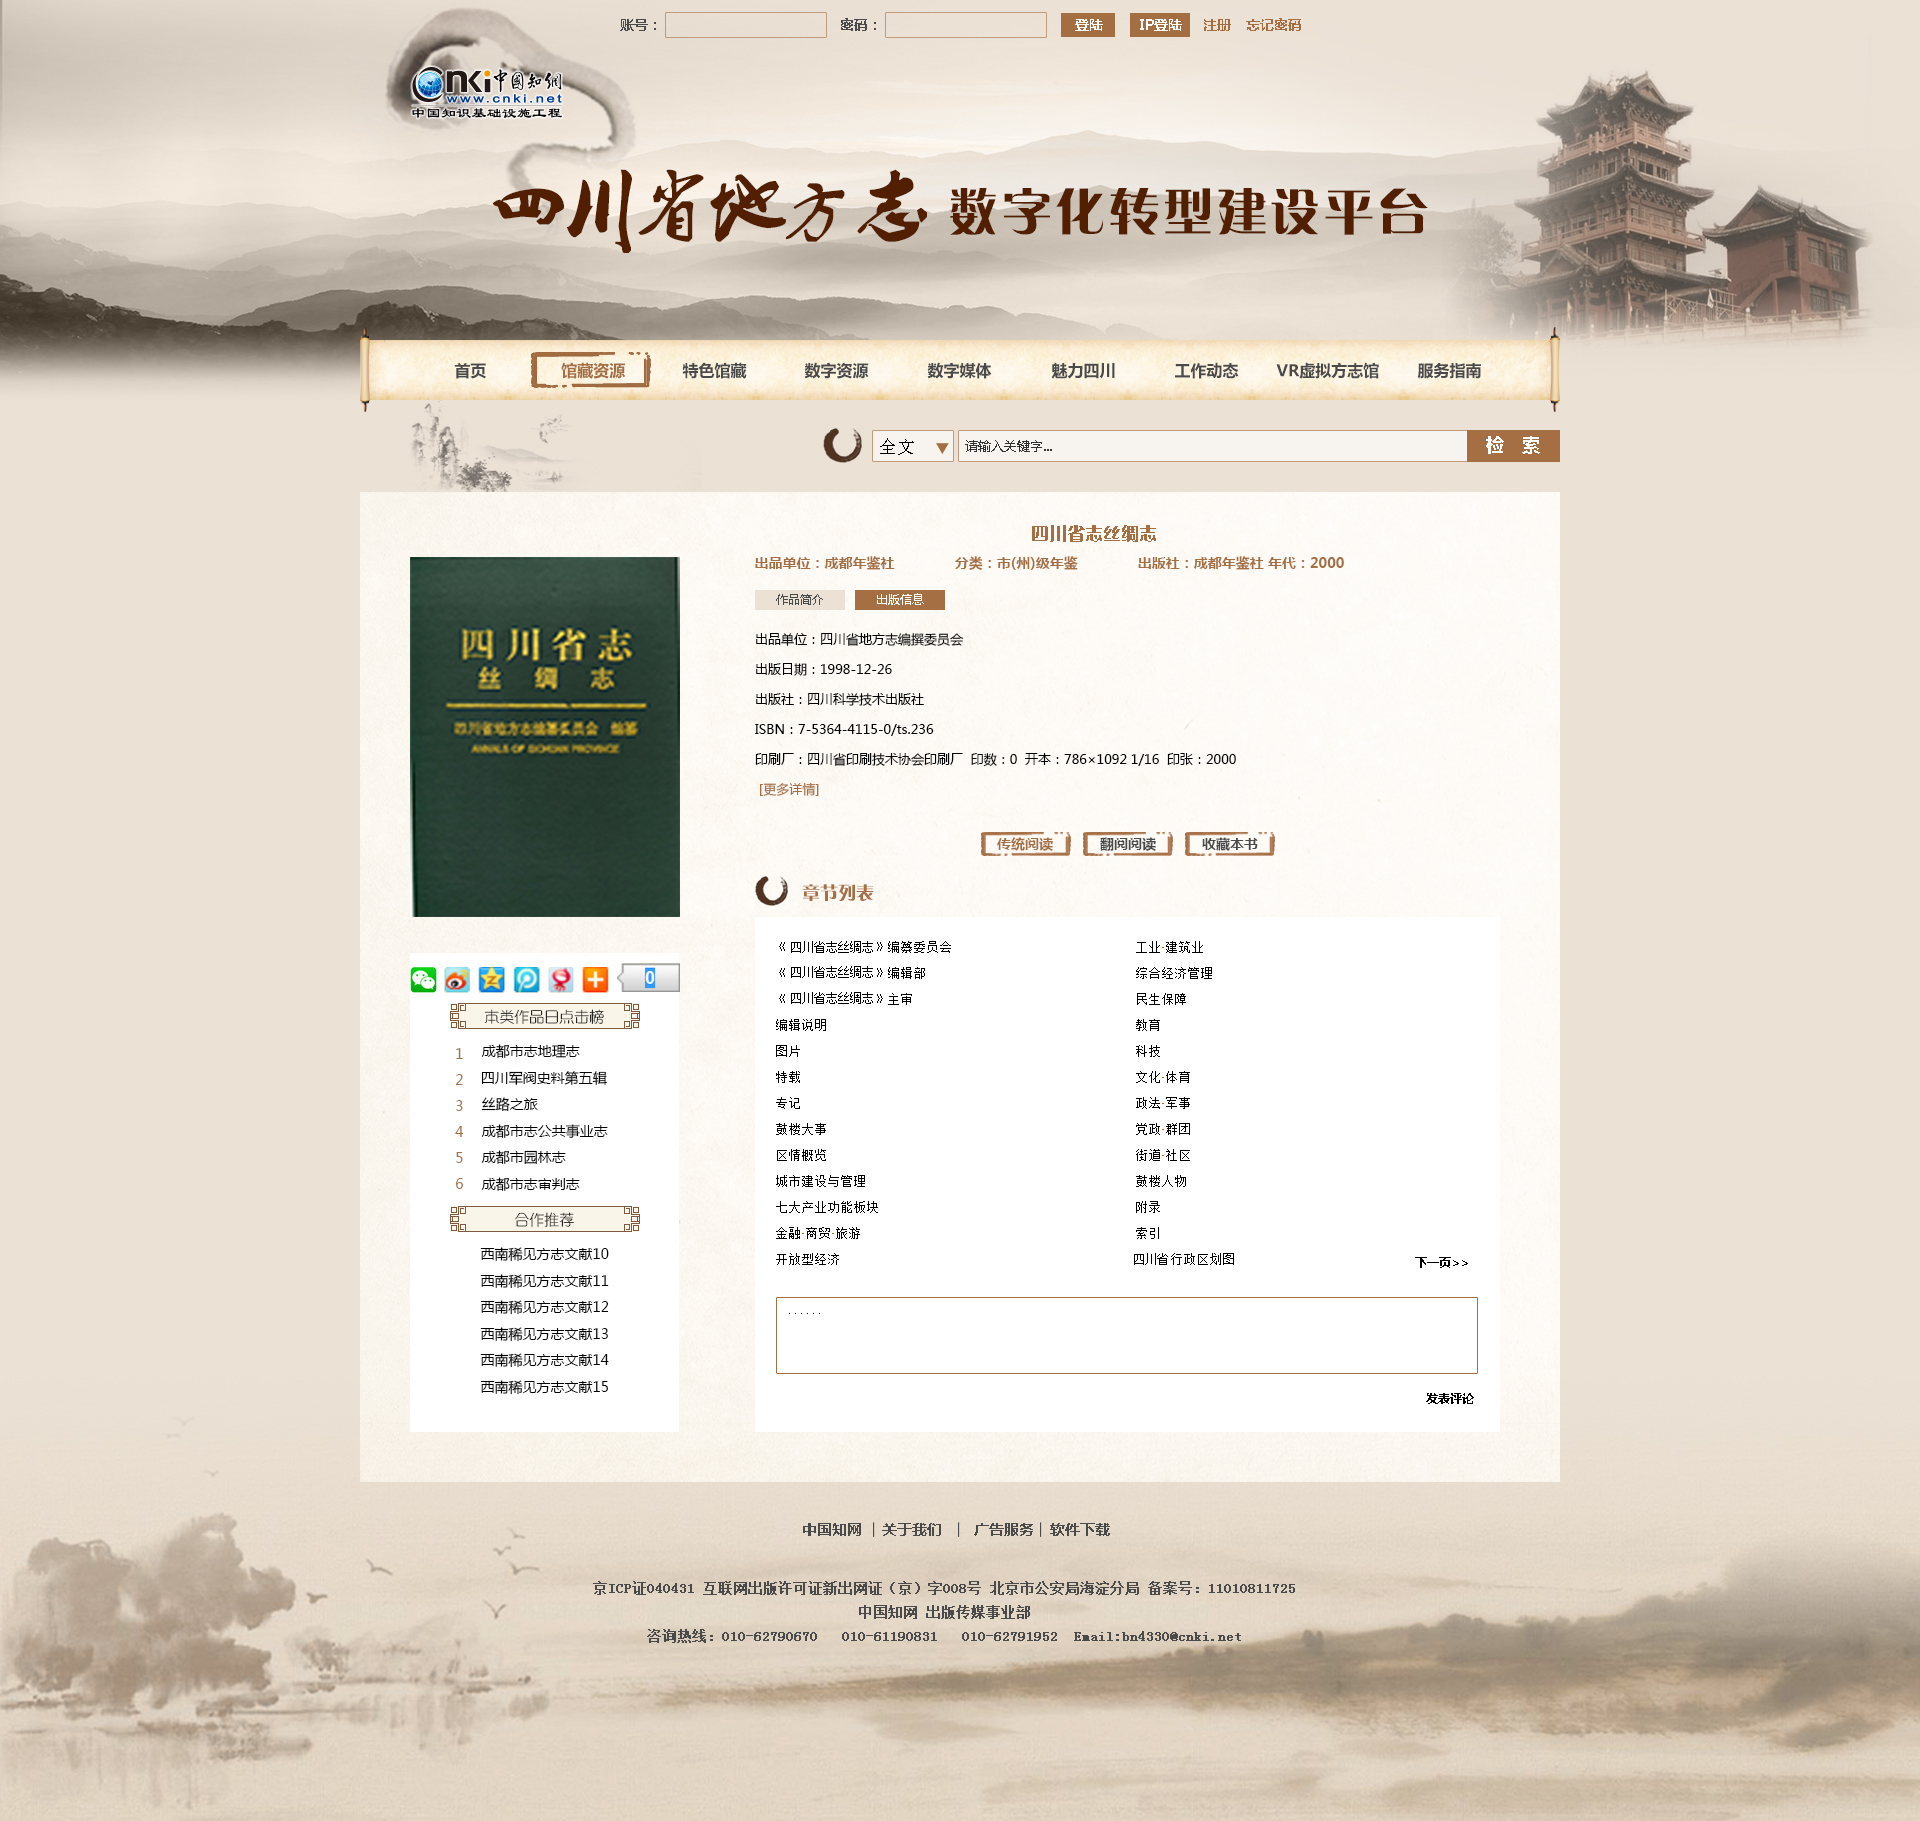 账号： 密码： 登陆 IP登陆 注册 忘记密码
cnki中国知网
www.cnki.net
中国知识基础设施工程
四川省地方志 数字化转型建设平台
首页 馆藏资源 特色馆藏 数字资源 数字媒体 魅力四川 工作动态 VR虚拟方志馆 服务指南
全文 请输入关键字... 检 索
四川省志丝绸志
出品单位：成都年鉴社 分类：市(州)级年鉴 出版社：成都年鉴社 年代：2000
作品简介 出版信息
出品单位：四川省地方志编撰委员会
出版日期：1998-12-26
出版社：四川科学技术出版社
ISBN：7-5364-4115-0/ts.236
印刷厂：四川省印刷技术协会印刷厂 印数：0 开本：786×1092 1/16 印张：2000
[更多详情]
传统阅读 翻阅阅读 收藏本书
四川省志
丝绸志
四川省地方志编纂委员会 编纂
ANNALS OF SICHUAN PROVINCE
0
本类作品日点击榜
1 成都市志地理志
2 四川军阀史料第五辑
3 丝路之旅
4 成都市志公共事业志
5 成都市园林志
6 成都市志审判志
合作推荐
西南稀见方志文献10
西南稀见方志文献11
西南稀见方志文献12
西南稀见方志文献13
西南稀见方志文献14
西南稀见方志文献15
章节列表
《四川省志丝绸志》编纂委员会 工业·建筑业
《四川省志丝绸志》编辑部 综合经济管理
《四川省志丝绸志》主审 民生保障
编辑说明 教育
图片 科技
特载 文化·体育
专记 政法·军事
鼓楼大事 党政·群团
区情概览 街道·社区
城市建设与管理 鼓楼人物
七大产业功能板块 附录
金融·商贸·旅游 索引
开放型经济 四川省行政区划图 下一页>>
......
发表评论
中国知网 ｜关于我们 ｜ 广告服务｜软件下载
京ICP证040431 互联网出版许可证新出网证（京）字008号 北京市公安局海淀分局 备案号：11010811725
中国知网 出版传媒事业部
咨询热线：010-62790670 010-61190831 010-62791952 Email:bn4330@cnki.net